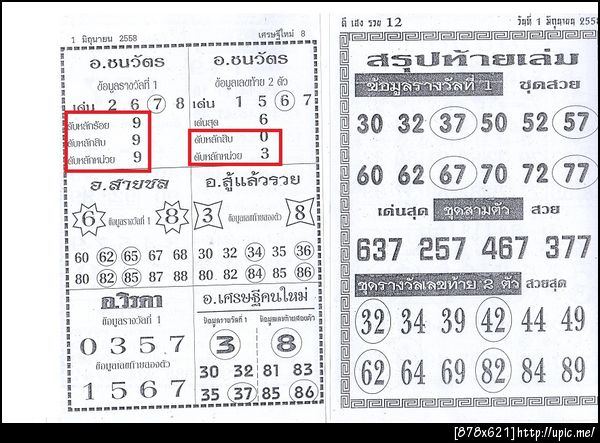 1 มิถุนายน 2558 เศรษฐีใหม่ 8
อ.ชนวัตร
ข้อมูลรางวัลที่ 1
เด่น 2 6 7 8
ดับหลักร้อย 9
ดับหลักสิบ 9
ดับหลักหน่วย 9
อ.ชนวัตร
ข้อมูลเลขท้าย 2 ตัว
เด่น 1 5 6 7
เด่นสุด 6
ดับหลักสิบ 0
ดับหลักหน่วย 3
อ.สายชล
6 ข้อมูลรางวัลที่ 1 8
60 62 65 67 68
80 82 85 87 88
อ.สู้แล้วรวย
3 ข้อมูลเลขท้ายสองตัว 8
30 32 34 35 36
80 82 84 85 86
อ.วิรดา
ข้อมูลรางวัลที่ 1
0 3 5 7
ข้อมูลเลขท้ายสองตัว
1 5 6 7
อ.เศรษฐีคนใหม่
ข้อมูลรางวัลที่ 1 ข้อมูลเลขท้ายสองตัว
3 8
30 32 81 83
35 37 85 86
ดี เฮง รวย 12 วันที่ 1 มิถุนายน 2558
สรุปท้ายเล่ม
ข้อมูลรางวัลที่ 1 ชุดสวย
30 32 37 50 52 57
60 62 67 70 72 77
เด่นสุด ชุดสามตัว สวย
637 257 467 377
ชุดรางวัลเลขท้าย 2 ตัว สวยสุด
32 34 39 42 44 49
62 64 69 82 84 89
[878x621]http://upic.me/